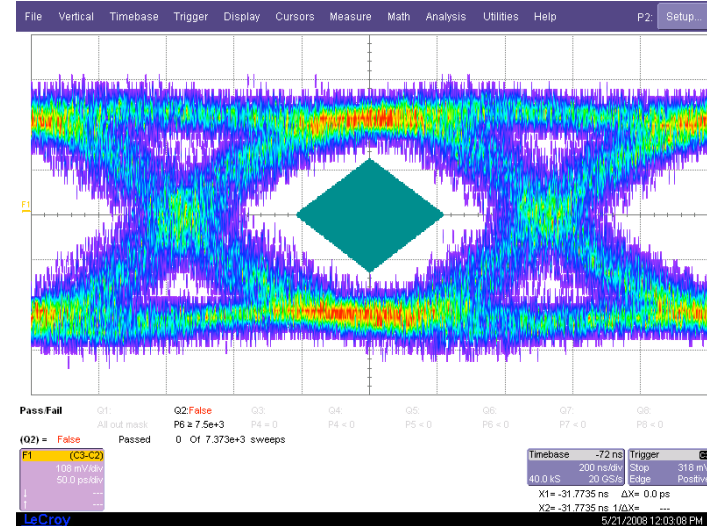 File Vertical Timebase Trigger Display Cursors Measure Math Analysis Utilities Help P2: Setup...
F1
Pass/Fail Q1: Q2:False Q3: Q4: Q5: Q6: Q7: Q8:
All out mask P6 ≥ 7.5e+3 P4 = 0 P4 < 0 P5 < 0 P6 < 0 P7 < 0 P8 < 0
(Q2) = False Passed 0 Of 7.373e+3 sweeps
F1 (C3-C2)
108 mV/div
50.0 ps/div
---
---
Timebase -72 ns
200 ns/div
40.0 kS 20 GS/s
Trigger
Stop 318 mV
Edge Positive
X1= -31.7735 ns ΔX= 0.0 ps
X2= -31.7735 ns 1/ΔX= ---
LeCroy 5/21/2008 12:03:08 PM